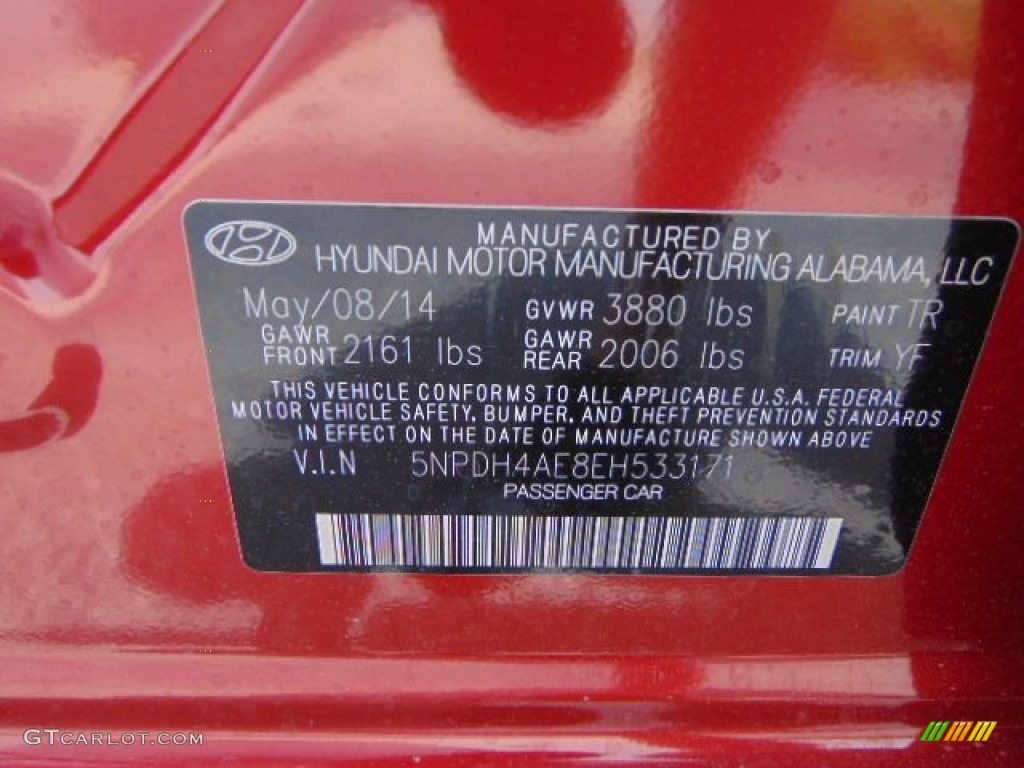 MANUFACTURED BY
HYUNDAI MOTOR MANUFACTURING ALABAMA, LLC
May/08/14 GVWR 3880 lbs PAINT TR
GAWR FRONT 2161 lbs GAWR REAR 2006 lbs TRIM YF
THIS VEHICLE CONFORMS TO ALL APPLICABLE U.S.A. FEDERAL
MOTOR VEHICLE SAFETY, BUMPER, AND THEFT PREVENTION STANDARDS
IN EFFECT ON THE DATE OF MANUFACTURE SHOWN ABOVE
V.I.N 5NPDH4AE8EH533171
PASSENGER CAR
GTCARLOT.COM